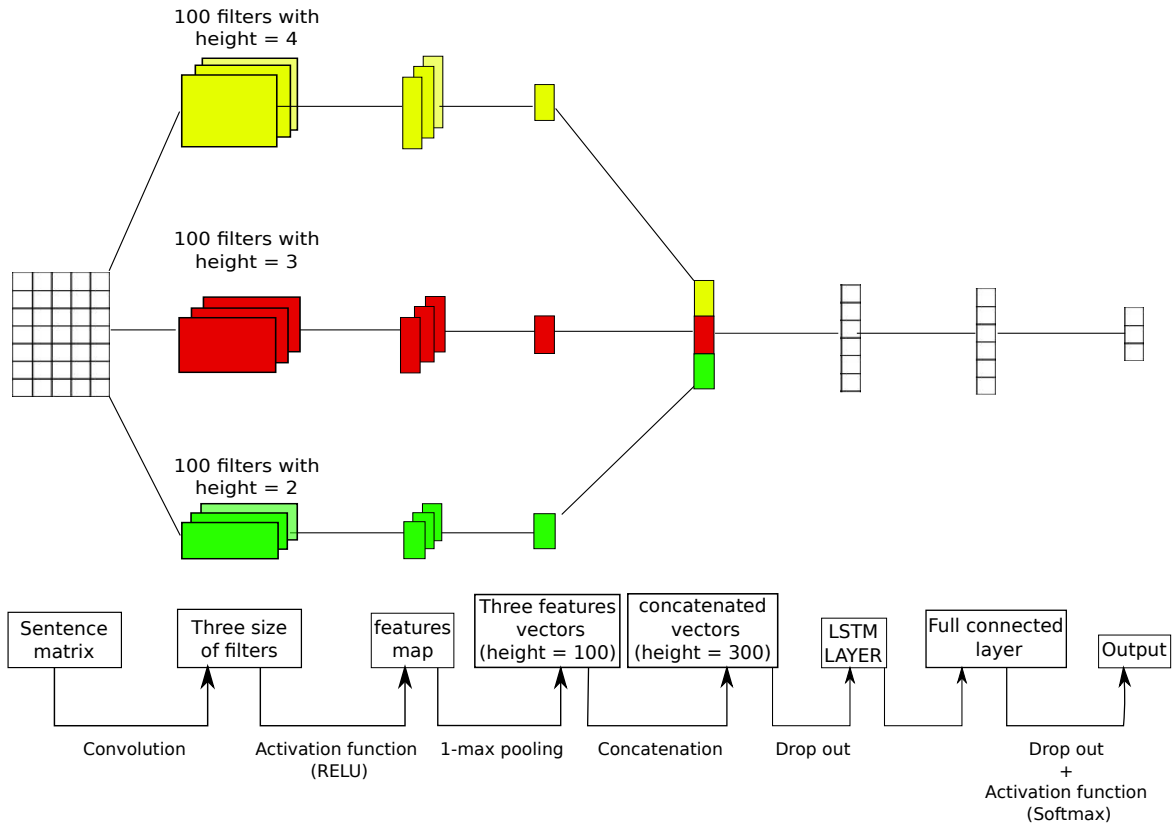 100 filters with
height = 4
100 filters with
height = 3
100 filters with
height = 2
Sentence
matrix
Three size
of filters
features
map
Three features
vectors
(height = 100)
concatenated
vectors
(height = 300)
LSTM
LAYER
Full connected
layer
Output
Convolution
Activation function
(RELU)
1-max pooling
Concatenation
Drop out
Drop out
+
Activation function
(Softmax)